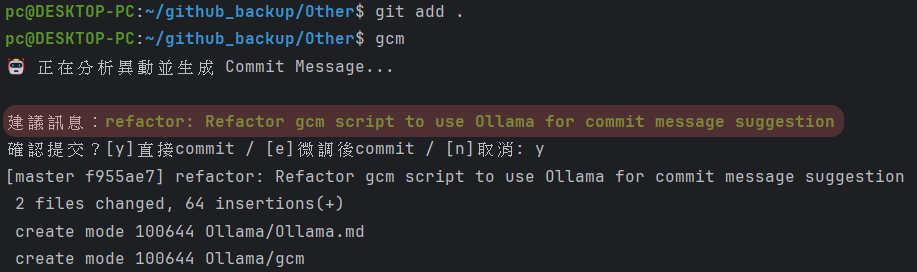 pc@DESKTOP-PC:~/github_backup/Other$ git add .
pc@DESKTOP-PC:~/github_backup/Other$ gcm
🤖 正在分析異動並生成 Commit Message...
建議訊息：refactor: Refactor gcm script to use Ollama for commit message suggestion
確認提交？[y]直接commit / [e]微調後commit / [n]取消: y
[master f955ae7] refactor: Refactor gcm script to use Ollama for commit message suggestion
 2 files changed, 64 insertions(+)
 create mode 100644 Ollama/Ollama.md
 create mode 100644 Ollama/gcm